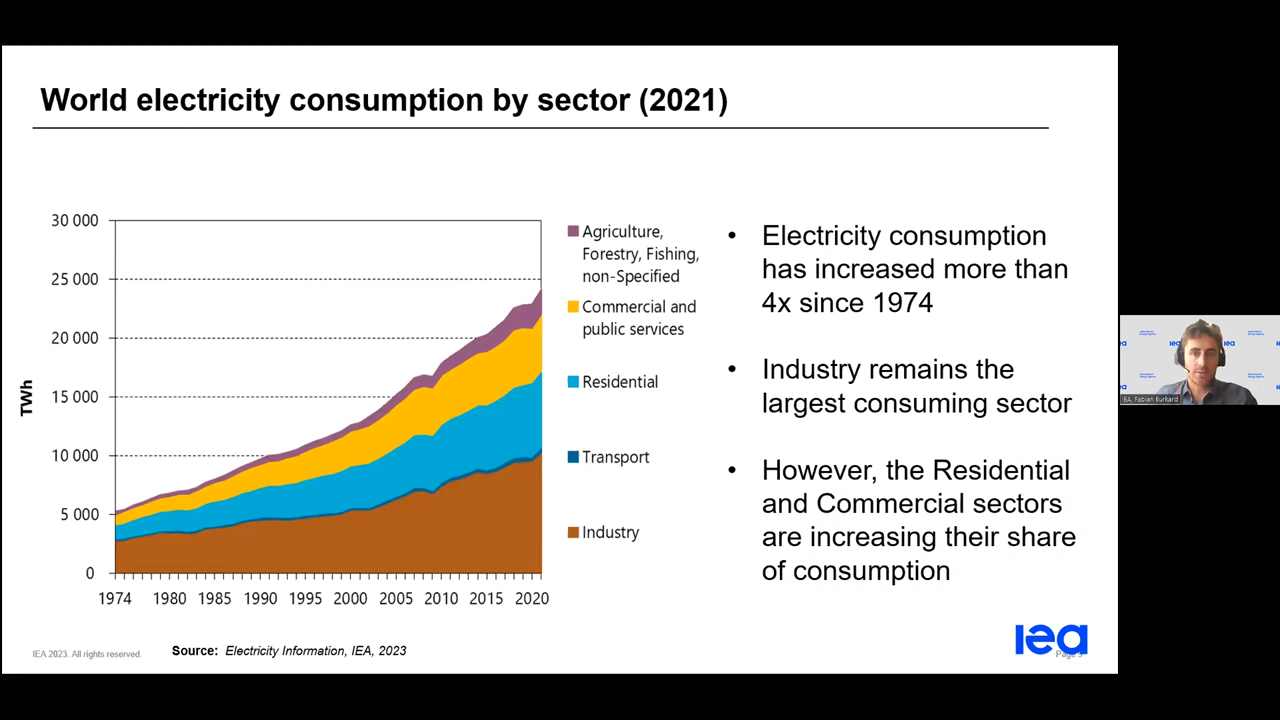 World electricity consumption by sector (2021)
30 000
25 000
20 000
15 000
10 000
5 000
0
TWh
1974 1980 1985 1990 1995 2000 2005 2010 2015 2020
Agriculture,
Forestry, Fishing,
non-Specified
Commercial and
public services
Residential
Transport
Industry
• Electricity consumption
has increased more than
4x since 1974
• Industry remains the
largest consuming sector
• However, the Residential
and Commercial sectors
are increasing their share
of consumption
IEA 2023. All rights reserved.
Source: Electricity Information, IEA, 2023
iea
IEA, Fabian Burkard